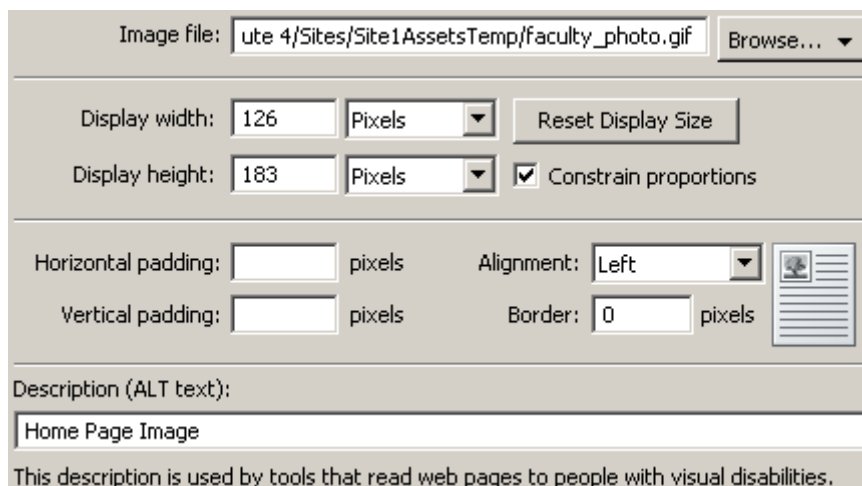 Image file: ute 4/Sites/Site1AssetsTemp/faculty_photo.gif Browse...
Display width: 126 Pixels Reset Display Size
Display height: 183 Pixels Constrain proportions
Horizontal padding: pixels Alignment: Left
Vertical padding: pixels Border: 0 pixels
Description (ALT text):
Home Page Image
This description is used by tools that read web pages to people with visual disabilities.